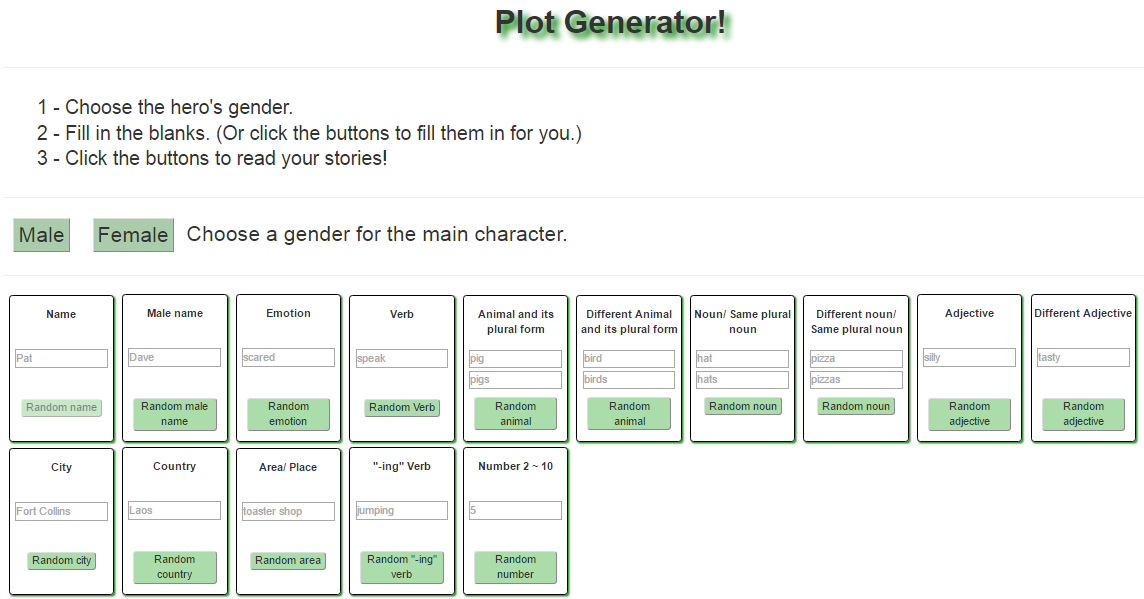 Plot Generator!
1 - Choose the hero's gender.
2 - Fill in the blanks. (Or click the buttons to fill them in for you.)
3 - Click the buttons to read your stories!
Male Female Choose a gender for the main character.
Name
Pat
Random name
Male name
Dave
Random male
name
Emotion
scared
Random
emotion
Verb
speak
Random Verb
Animal and its
plural form
pig
pigs
Random
animal
Different Animal
and its plural form
bird
birds
Random
animal
Noun/ Same plural
noun
hat
hats
Random noun
Different noun/
Same plural noun
pizza
pizzas
Random noun
Adjective
silly
Random
adjective
Different Adjective
tasty
Random
adjective
City
Fort Collins
Random city
Country
Laos
Random
country
Area/ Place
toaster shop
Random area
"-ing" Verb
jumping
Random "-ing"
verb
Number 2 ~ 10
5
Random
number